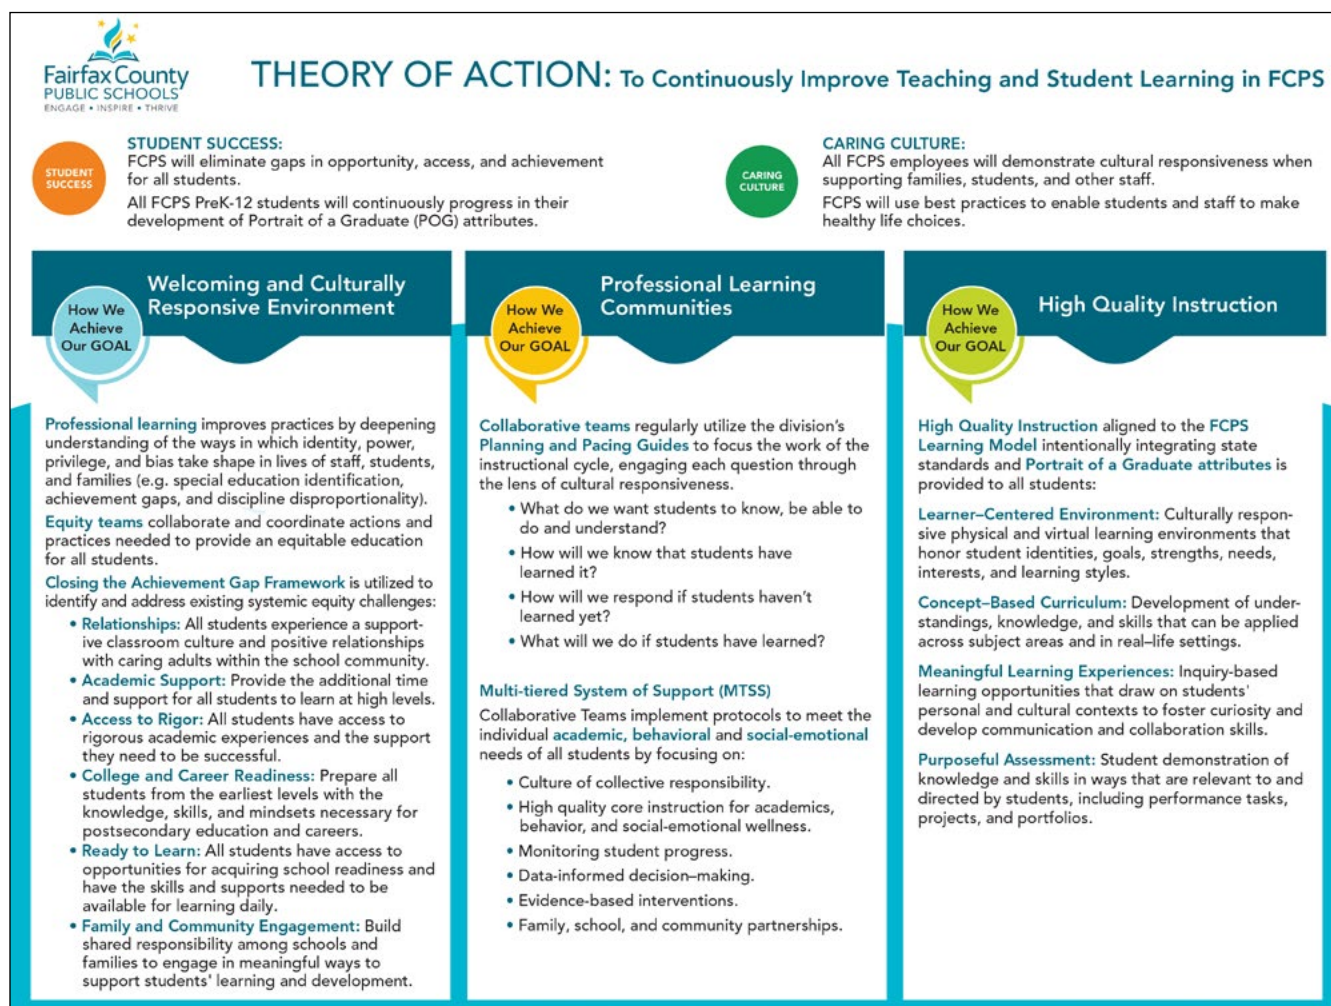 Fairfax County
PUBLIC SCHOOLS
ENGAGE • INSPIRE • THRIVE
THEORY OF ACTION: To Continuously Improve Teaching and Student Learning in FCPS
STUDENT
SUCCESS
STUDENT SUCCESS:
FCPS will eliminate gaps in opportunity, access, and achievement
for all students.
All FCPS PreK-12 students will continuously progress in their
development of Portrait of a Graduate (POG) attributes.
CARING
CULTURE
CARING CULTURE:
All FCPS employees will demonstrate cultural responsiveness when
supporting families, students, and other staff.
FCPS will use best practices to enable students and staff to make
healthy life choices.
How We
Achieve
Our GOAL
Welcoming and Culturally
Responsive Environment
Professional learning improves practices by deepening
understanding of the ways in which identity, power,
privilege, and bias take shape in lives of staff, students,
and families (e.g. special education identification,
achievement gaps, and discipline disproportionality).
Equity teams collaborate and coordinate actions and
practices needed to provide an equitable education
for all students.
Closing the Achievement Gap Framework is utilized to
identify and address existing systemic equity challenges:
• Relationships: All students experience a support-
ive classroom culture and positive relationships
with caring adults within the school community.
• Academic Support: Provide the additional time
and support for all students to learn at high levels.
• Access to Rigor: All students have access to
rigorous academic experiences and the support
they need to be successful.
• College and Career Readiness: Prepare all
students from the earliest levels with the
knowledge, skills, and mindsets necessary for
postsecondary education and careers.
• Ready to Learn: All students have access to
opportunities for acquiring school readiness and
have the skills and supports needed to be
available for learning daily.
• Family and Community Engagement: Build
shared responsibility among schools and
families to engage in meaningful ways to
support students' learning and development.
How We
Achieve
Our GOAL
Professional Learning
Communities
Collaborative teams regularly utilize the division's
Planning and Pacing Guides to focus the work of the
instructional cycle, engaging each question through
the lens of cultural responsiveness.
• What do we want students to know, be able to
do and understand?
• How will we know that students have
learned it?
• How will we respond if students haven't
learned yet?
• What will we do if students have learned?
Multi-tiered System of Support (MTSS)
Collaborative Teams implement protocols to meet the
individual academic, behavioral and social-emotional
needs of all students by focusing on:
• Culture of collective responsibility.
• High quality core instruction for academics,
behavior, and social-emotional wellness.
• Monitoring student progress.
• Data-informed decision–making.
• Evidence-based interventions.
• Family, school, and community partnerships.
How We
Achieve
Our GOAL
High Quality Instruction
High Quality Instruction aligned to the FCPS
Learning Model intentionally integrating state
standards and Portrait of a Graduate attributes is
provided to all students:
Learner–Centered Environment: Culturally respon-
sive physical and virtual learning environments that
honor student identities, goals, strengths, needs,
interests, and learning styles.
Concept–Based Curriculum: Development of under-
standings, knowledge, and skills that can be applied
across subject areas and in real–life settings.
Meaningful Learning Experiences: Inquiry-based
learning opportunities that draw on students'
personal and cultural contexts to foster curiosity and
develop communication and collaboration skills.
Purposeful Assessment: Student demonstration of
knowledge and skills in ways that are relevant to and
directed by students, including performance tasks,
projects, and portfolios.